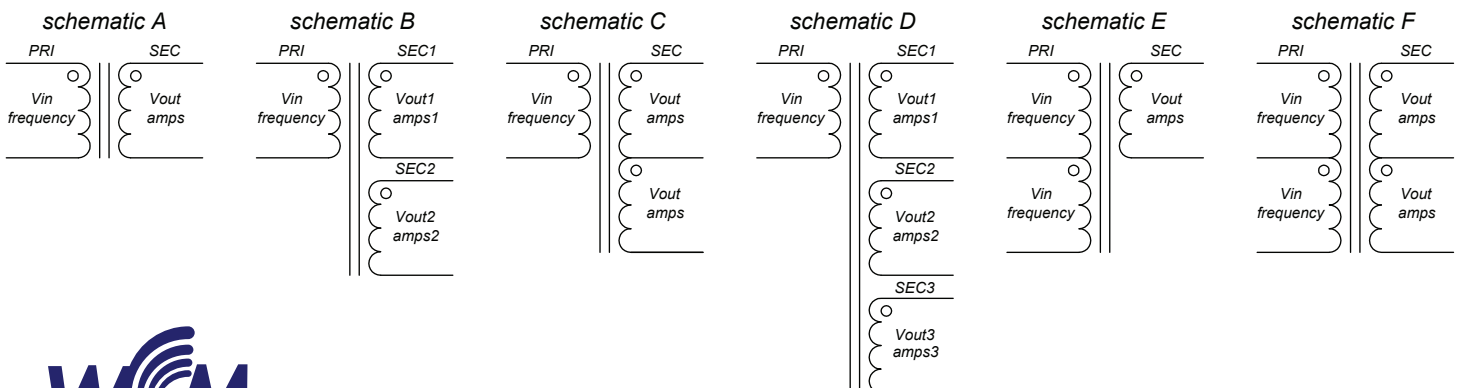 schematic A
schematic B
schematic C
schematic D
schematic E
schematic F
PRI SEC
PRI SEC1
PRI SEC
PRI SEC1
PRI SEC
PRI SEC
Vin
frequency
Vout
amps
Vin
frequency
Vout1
amps1
SEC2
Vout2
amps2
Vin
frequency
Vout
amps
Vout
amps
Vin
frequency
Vout1
amps1
SEC2
Vout2
amps2
SEC3
Vout3
amps3
Vin
frequency
Vin
frequency
Vout
amps
Vin
frequency
Vin
frequency
Vout
amps
Vout
amps